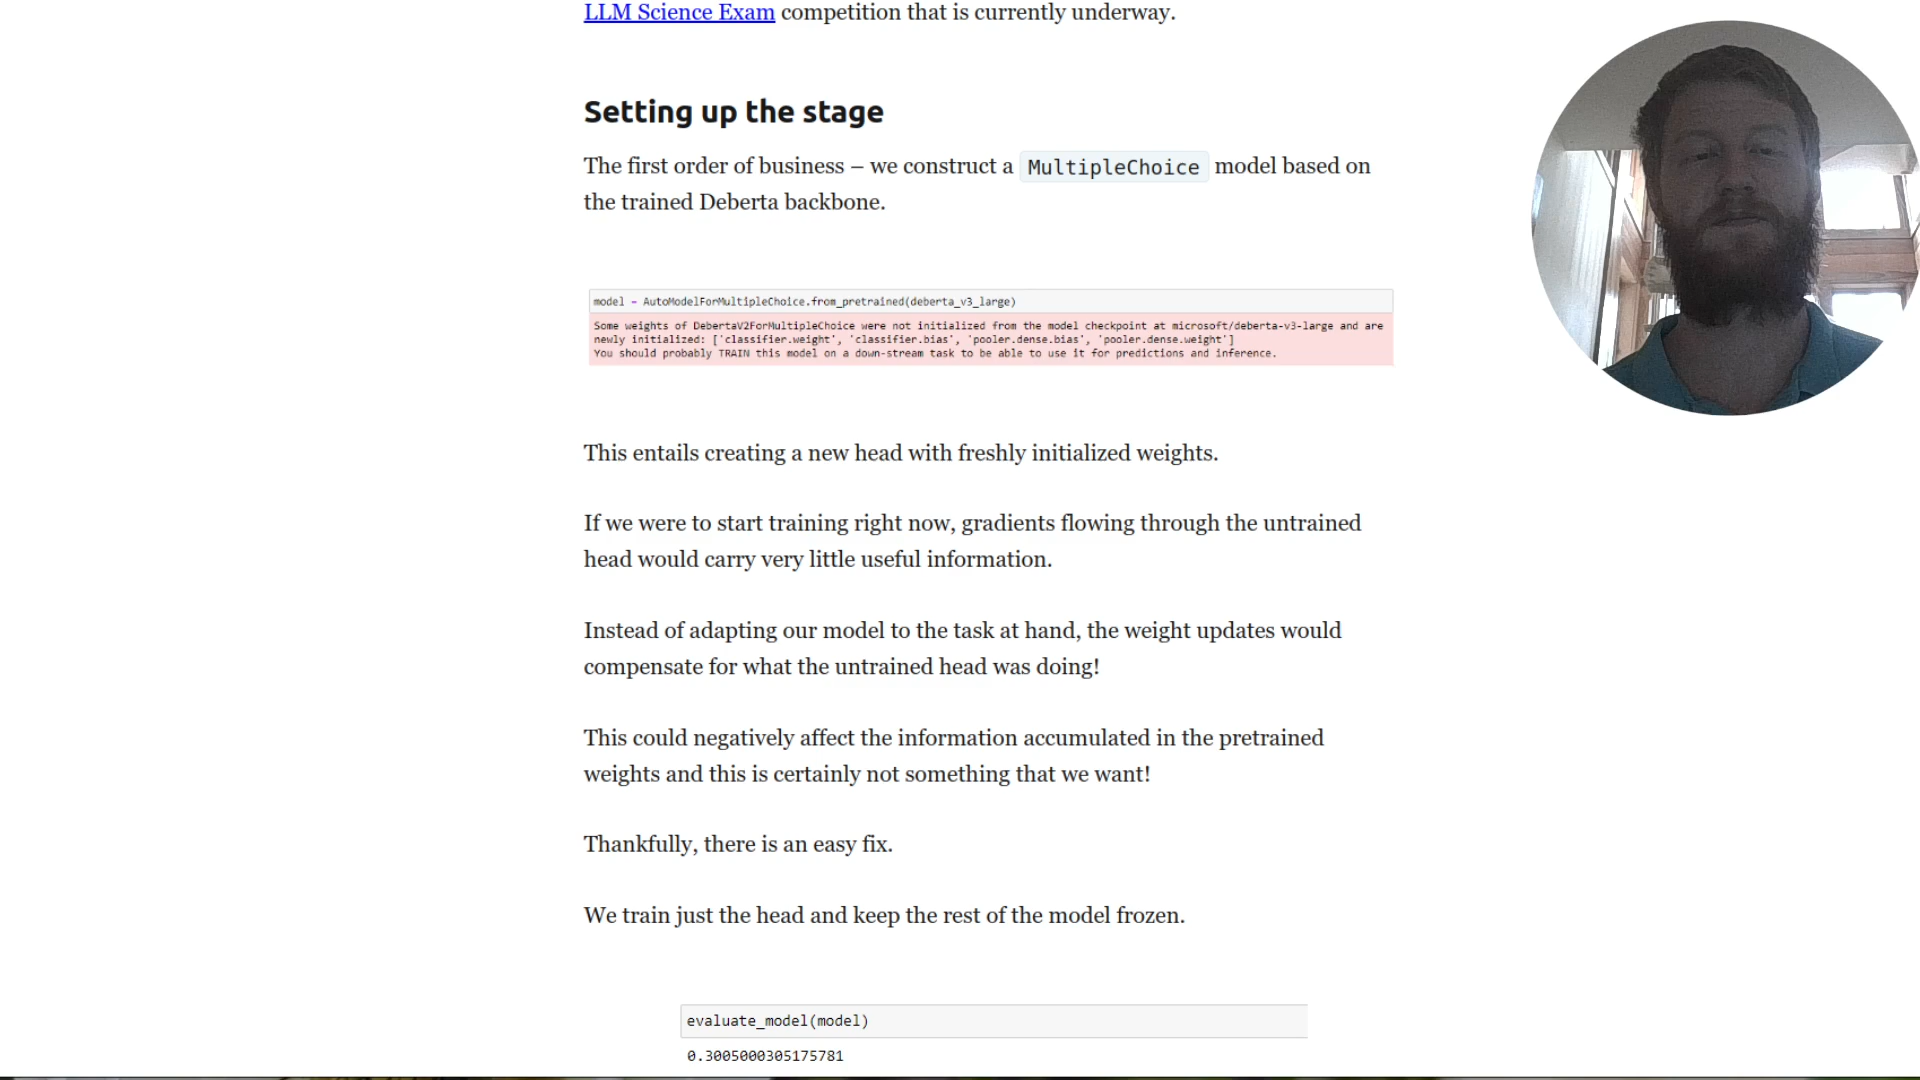 LLM Science Exam competition that is currently underway.
Setting up the stage
The first order of business – we construct a MultipleChoice model based on
the trained Deberta backbone.
model = AutoModelForMultipleChoice.from_pretrained(deberta_v3_large)
Some weights of DebertaV2ForMultipleChoice were not initialized from the model checkpoint at microsoft/deberta-v3-large and are
newly initialized: ['classifier.weight', 'classifier.bias', 'pooler.dense.bias', 'pooler.dense.weight']
You should probably TRAIN this model on a down-stream task to be able to use it for predictions and inference.
This entails creating a new head with freshly initialized weights.
If we were to start training right now, gradients flowing through the untrained
head would carry very little useful information.
Instead of adapting our model to the task at hand, the weight updates would
compensate for what the untrained head was doing!
This could negatively affect the information accumulated in the pretrained
weights and this is certainly not something that we want!
Thankfully, there is an easy fix.
We train just the head and keep the rest of the model frozen.
evaluate_model(model)
0.3005000305175781